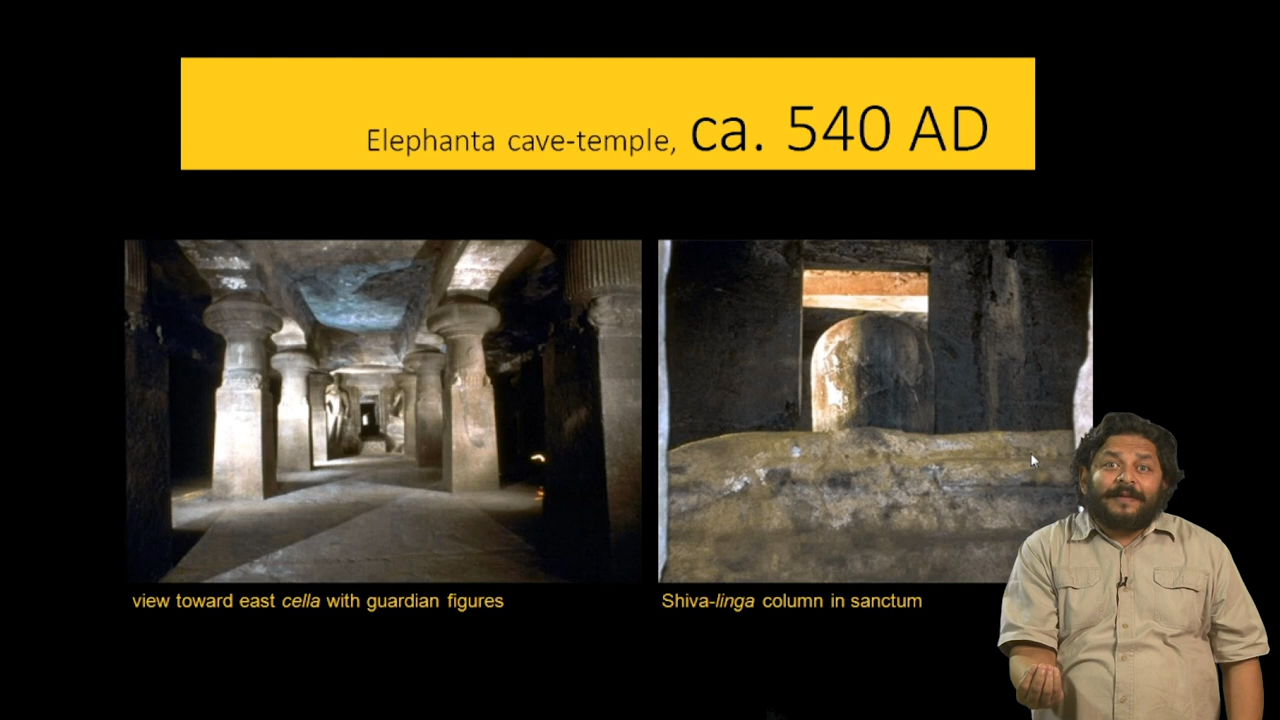 Elephanta cave-temple, ca. 540 AD
view toward east cella with guardian figures
Shiva-linga column in sanctum